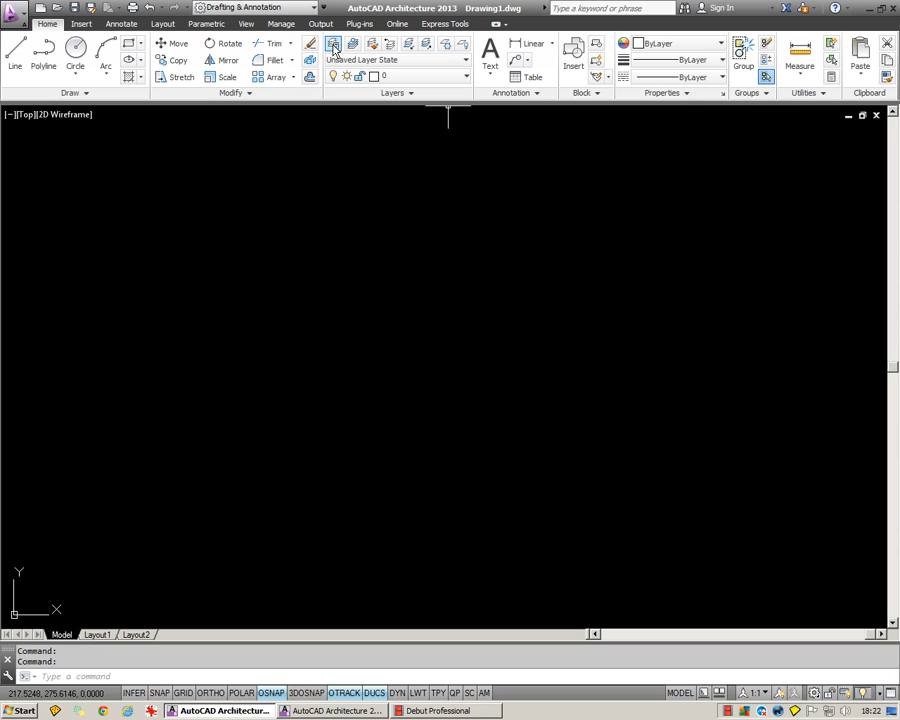 Drafting & Annotation
AutoCAD Architecture 2013 Drawing1.dwg
Type a keyword or phrase
Sign In
Home Insert Annotate Layout Parametric View Manage Output Plug-ins Online Express Tools
Line
Polyline
Circle
Arc
Move
Copy
Stretch
Rotate
Mirror
Scale
Trim
Fillet
Array
Unsaved Layer State
0
Text
Linear
Table
Insert
ByLayer
ByLayer
ByLayer
Group
Measure
Paste
Draw
Modify
Layers
Annotation
Block
Properties
Groups
Utilities
Clipboard
[−][Top][2D Wireframe]
Y
X
Model Layout1 Layout2
Command:
Command:
Type a command
217.5248, 275.6146, 0.0000
INFER SNAP GRID ORTHO POLAR OSNAP 3DOSNAP OTRACK DUCS DYN LWT TPY QP SC AM
MODEL
1:1
Start
AutoCAD Architectur...
AutoCAD Architecture 2...
Debut Professional
18:22